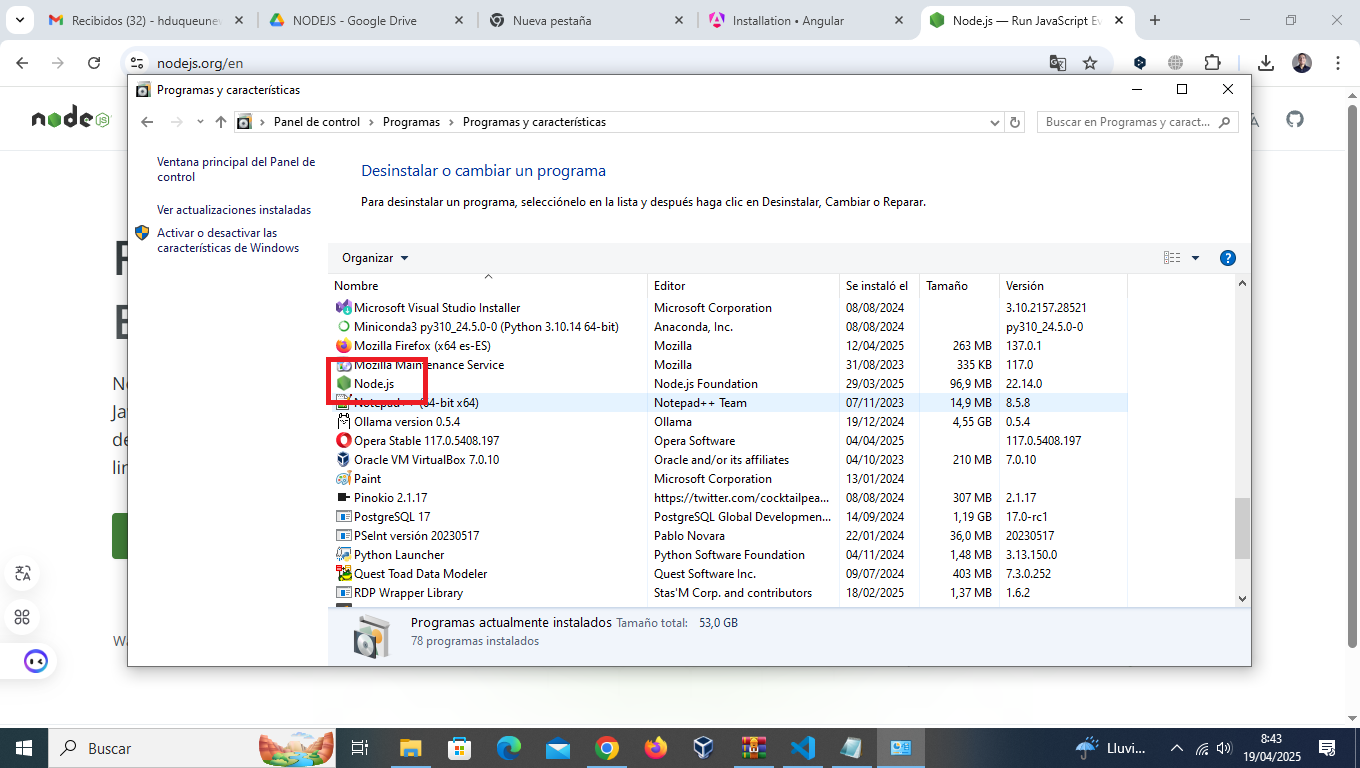 Recibidos (32) - hduqueune
NODEJS - Google Drive
Nueva pestaña
Installation • Angular
Node.js — Run JavaScript Ev
nodejs.org/en
node JS
Programas y características
Panel de control > Programas > Programas y características
Buscar en Programas y caract...
Ventana principal del Panel de
control
Ver actualizaciones instaladas
Activar o desactivar las
características de Windows
Desinstalar o cambiar un programa
Para desinstalar un programa, selecciónelo en la lista y después haga clic en Desinstalar, Cambiar o Reparar.
Organizar
Nombre Editor Se instaló el Tamaño Versión
Microsoft Visual Studio Installer Microsoft Corporation 08/08/2024 3.10.2157.28521
Miniconda3 py310_24.5.0-0 (Python 3.10.14 64-bit) Anaconda, Inc. 08/08/2024 py310_24.5.0-0
Mozilla Firefox (x64 es-ES) Mozilla 12/04/2025 263 MB 137.0.1
Mozilla Maintenance Service Mozilla 31/08/2023 335 KB 117.0
Node.js Node.js Foundation 29/03/2025 96,9 MB 22.14.0
Notepad++ (64-bit x64) Notepad++ Team 07/11/2023 14,9 MB 8.5.8
Ollama version 0.5.4 Ollama 19/12/2024 4,55 GB 0.5.4
Opera Stable 117.0.5408.197 Opera Software 04/04/2025 117.0.5408.197
Oracle VM VirtualBox 7.0.10 Oracle and/or its affiliates 04/10/2023 210 MB 7.0.10
Paint Microsoft Corporation 13/01/2024
Pinokio 2.1.17 https://twitter.com/cocktailpea... 08/08/2024 307 MB 2.1.17
PostgreSQL 17 PostgreSQL Global Developmen... 14/09/2024 1,19 GB 17.0-rc1
PSeInt versión 20230517 Pablo Novara 22/01/2024 36,0 MB 20230517
Python Launcher Python Software Foundation 04/11/2024 1,48 MB 3.13.150.0
Quest Toad Data Modeler Quest Software Inc. 09/07/2024 403 MB 7.3.0.252
RDP Wrapper Library Stas'M Corp. and contributors 18/02/2025 1,37 MB 1.6.2
Programas actualmente instalados Tamaño total: 53,0 GB
78 programas instalados
Buscar
Lluvi...
8:43
19/04/2025